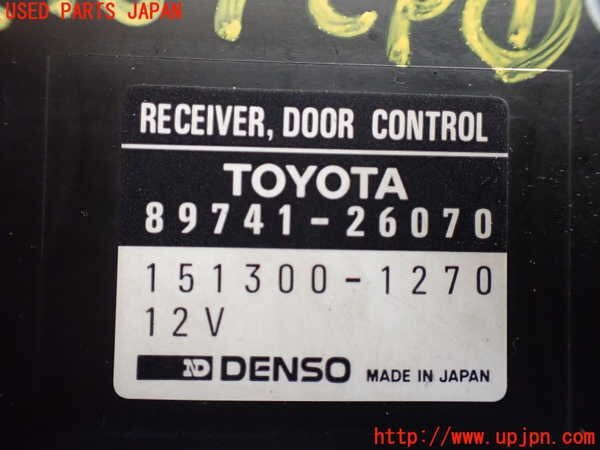 USED PARTS JAPAN
RECEIVER, DOOR CONTROL
TOYOTA
89741-26070
151300-1270
12V
ND DENSO MADE IN JAPAN
http://www.upjpn.com/